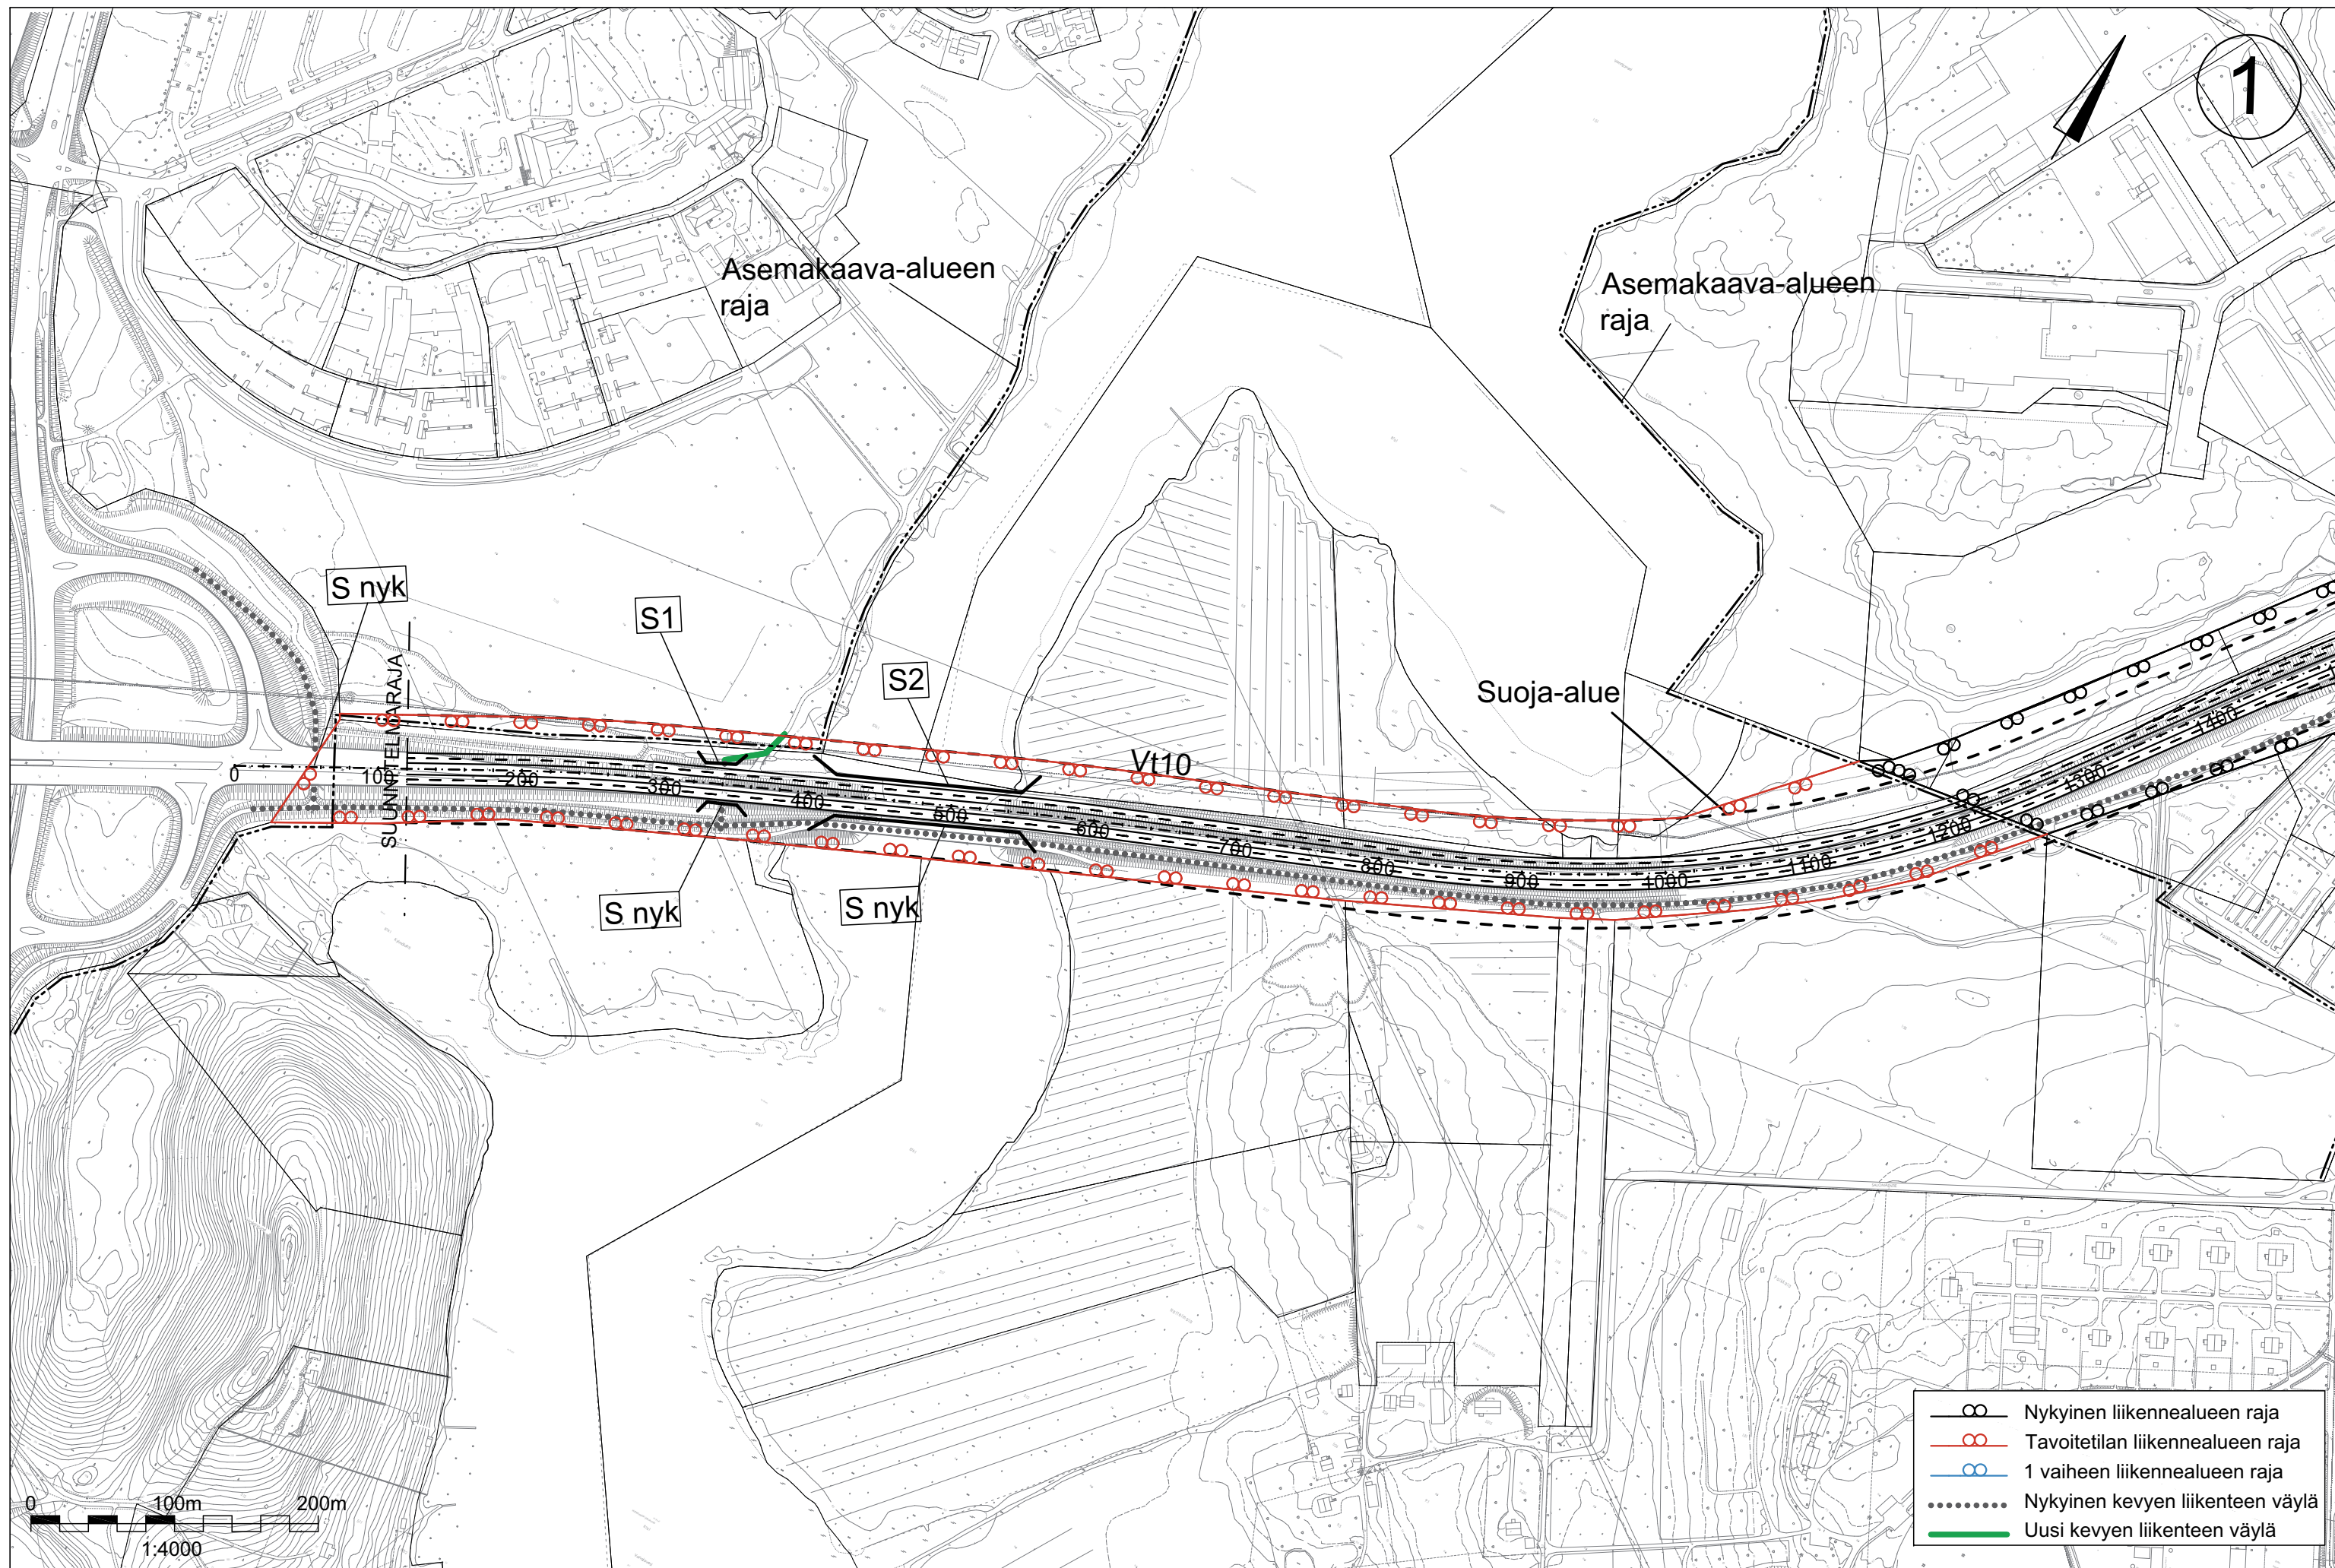 1
Asemakaava-alueen
raja
Asemakaava-alueen
raja
S nyk
S1
S2
SUUNNITELMARAJA
Suoja-alue
Vt10
0
100
200
300
400
500
600
700
800
900
1000
1100
1200
1300
1400
S nyk
S nyk
Nykyinen liikennealueen raja
Tavoitetilan liikennealueen raja
1 vaiheen liikennealueen raja
Nykyinen kevyen liikenteen väylä
Uusi kevyen liikenteen väylä
0 100m 200m
1:4000